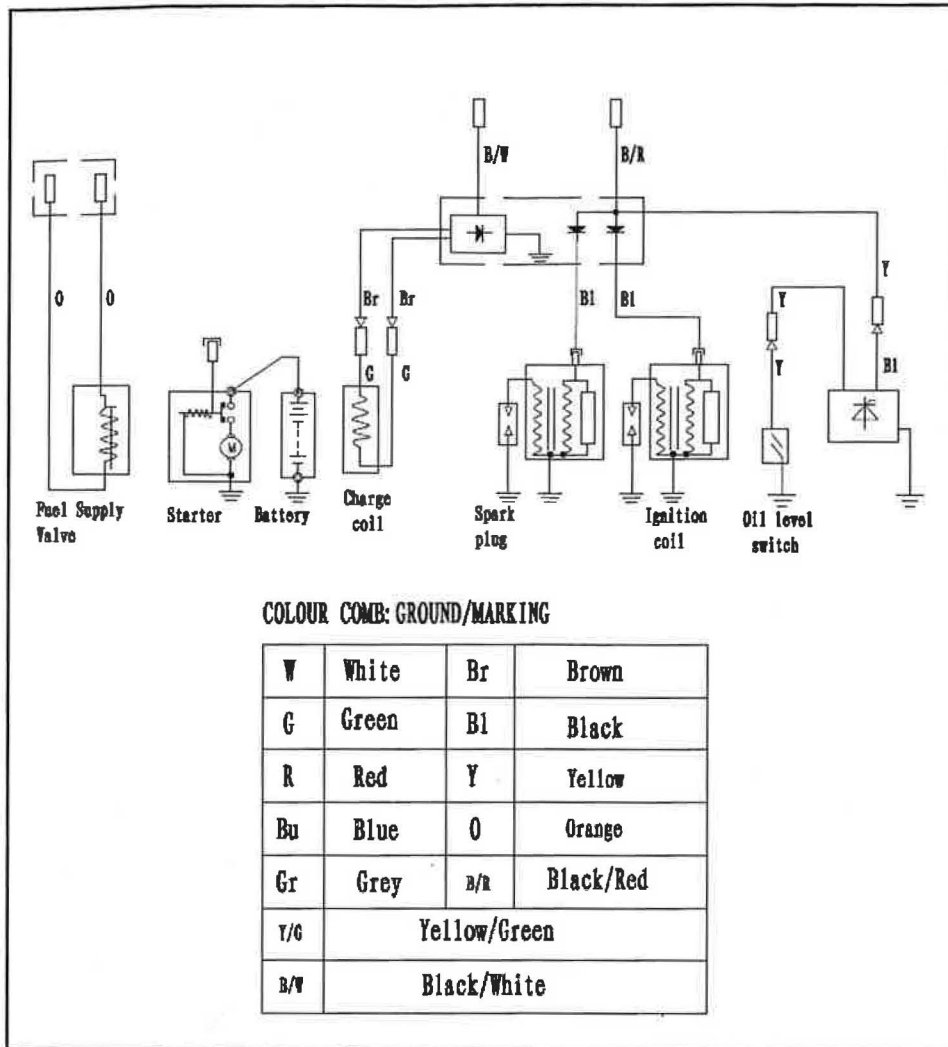 B/W B/R
O O Br Br Bl Bl Y Y
G G Y Bl
M
Fuel Supply
Valve
Starter
Battery
Charge
coil
Spark
plug
Ignition
coil
Oil level
switch
COLOUR COMB: GROUND/MARKING
W White Br Brown
G Green Bl Black
R Red Y Yellow
Bu Blue O Orange
Gr Grey B/R Black/Red
Y/G Yellow/Green
B/W Black/White